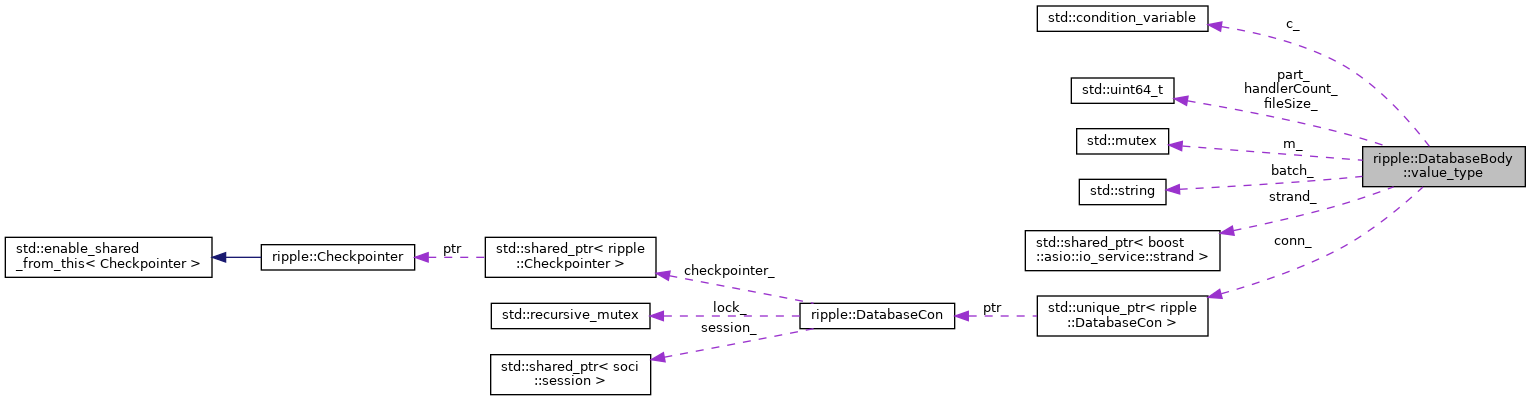 std::condition_variable
c_
part_
handlerCount_
fileSize_
std::uint64_t
std::mutex
m_
ripple::DatabaseBody
::value_type
batch_
std::string
strand_
std::shared_ptr< boost
::asio::io_service::strand >
conn_
std::enable_shared
_from_this< Checkpointer >
ripple::Checkpointer
ptr
std::shared_ptr< ripple
::Checkpointer >
checkpointer_
std::recursive_mutex
lock_
ripple::DatabaseCon
ptr
std::unique_ptr< ripple
::DatabaseCon >
session_
std::shared_ptr< soci
::session >